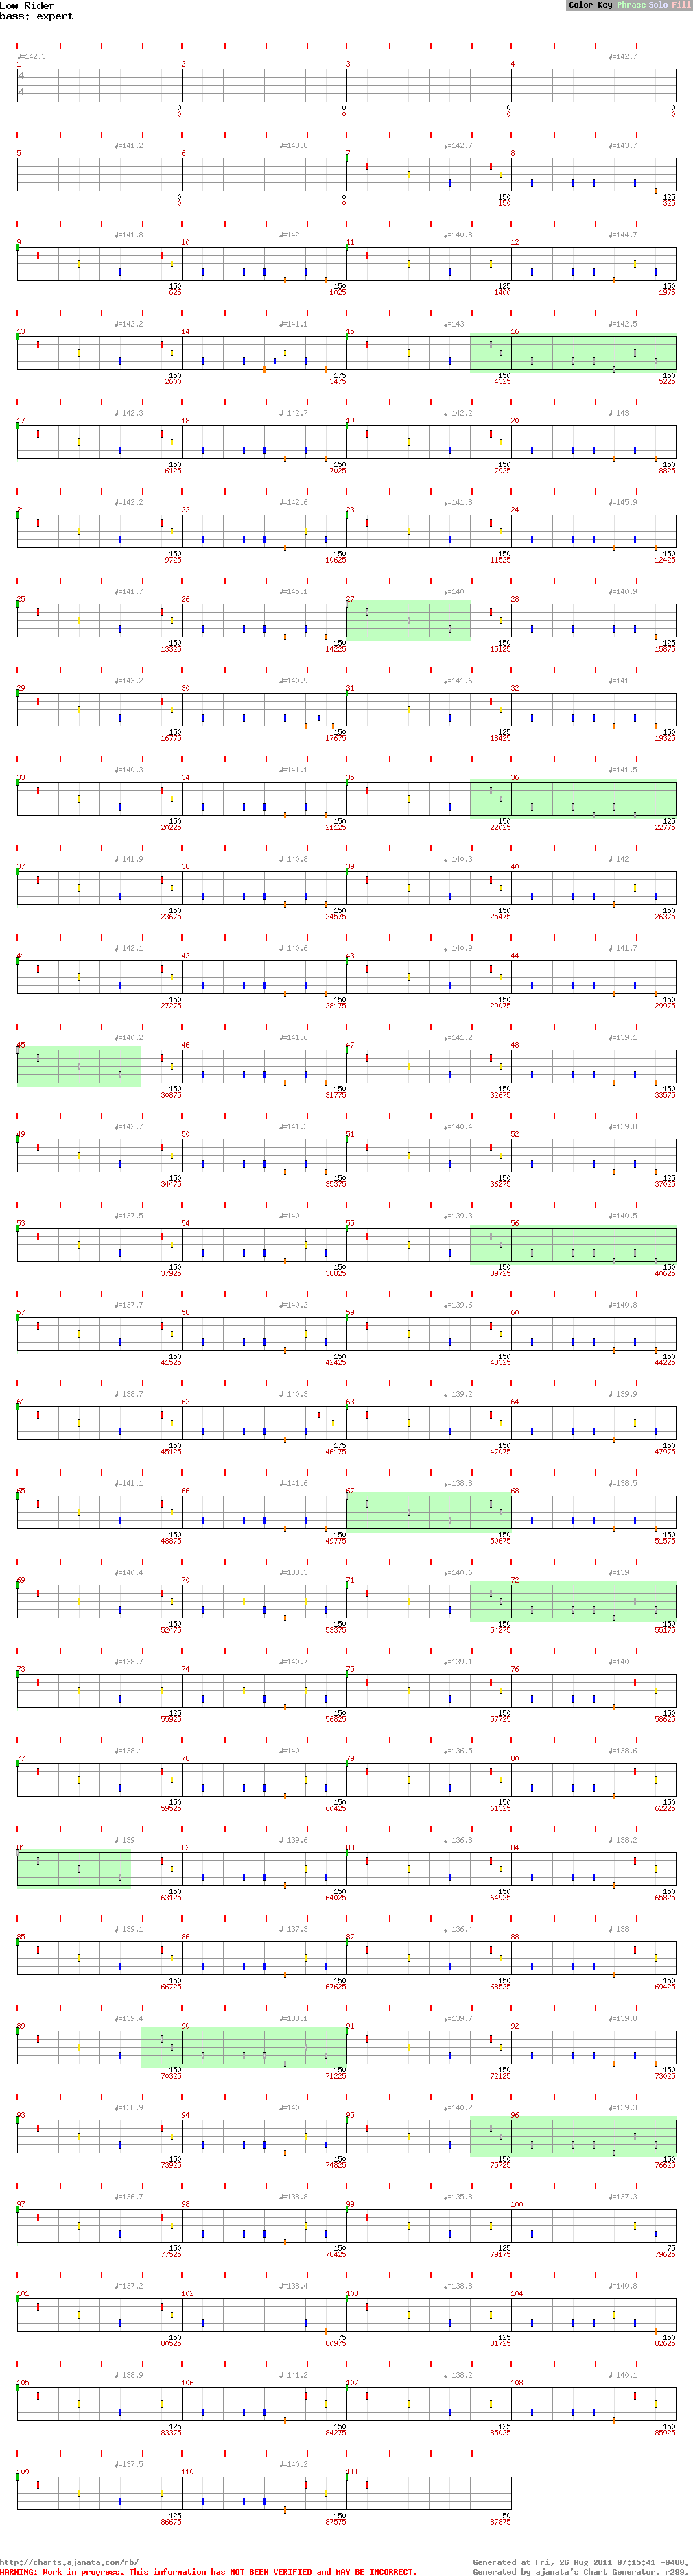 Low Rider
Color Key Phrase Solo Fill
bass: expert
♩=142.3 ♩=142.7
1 2 3 4
4
4
0 0 0 0
0 0 0 0
♩=141.2 ♩=143.8 ♩=142.7 ♩=143.7
5 6 7 8
0 0 150 125
0 0 150 325
♩=141.8 ♩=142 ♩=140.8 ♩=144.7
9 10 11 12
150 150 125 150
625 1025 1400 1975
♩=142.2 ♩=141.1 ♩=143 ♩=142.5
13 14 15 16
150 175 150 150
2600 3475 4325 5225
♩=142.3 ♩=142.7 ♩=142.2 ♩=143
17 18 19 20
150 150 150 150
6125 7025 7925 8825
♩=142.2 ♩=142.6 ♩=141.8 ♩=145.9
21 22 23 24
150 150 150 150
9725 10625 11525 12425
♩=141.7 ♩=145.1 ♩=140 ♩=140.9
25 26 27 28
150 150 150 125
13325 14225 15125 15875
♩=143.2 ♩=140.9 ♩=141.6 ♩=141
29 30 31 32
150 150 125 150
16775 17675 18425 19325
♩=140.3 ♩=141.1 ♩=141.5
33 34 35 36
150 150 150 125
20225 21125 22025 22775
♩=141.9 ♩=140.8 ♩=140.3 ♩=142
37 38 39 40
150 150 150 150
23675 24575 25475 26375
♩=142.1 ♩=140.6 ♩=140.9 ♩=141.7
41 42 43 44
150 150 150 150
27275 28175 29075 29975
♩=140.2 ♩=141.6 ♩=141.2 ♩=139.1
45 46 47 48
150 150 150 150
30875 31775 32675 33575
♩=142.7 ♩=141.3 ♩=140.4 ♩=139.8
49 50 51 52
150 150 150 125
34475 35375 36275 37025
♩=137.5 ♩=140 ♩=139.3 ♩=140.5
53 54 55 56
150 150 150 150
37925 38825 39725 40625
♩=137.7 ♩=140.2 ♩=139.6 ♩=140.8
57 58 59 60
150 150 150 150
41525 42425 43325 44225
♩=138.7 ♩=140.3 ♩=139.2 ♩=139.9
61 62 63 64
150 175 150 150
45125 46175 47075 47975
♩=141.1 ♩=141.6 ♩=138.8 ♩=138.5
65 66 67 68
150 150 150 150
48875 49775 50675 51575
♩=140.4 ♩=138.3 ♩=140.6 ♩=139
69 70 71 72
150 150 150 150
52475 53375 54275 55175
♩=138.7 ♩=140.7 ♩=139.1 ♩=140
73 74 75 76
125 150 150 150
55925 56825 57725 58625
♩=138.1 ♩=140 ♩=136.5 ♩=138.6
77 78 79 80
150 150 150 150
59525 60425 61325 62225
♩=139 ♩=139.6 ♩=136.8 ♩=138.2
81 82 83 84
150 150 150 150
63125 64025 64925 65825
♩=139.1 ♩=137.3 ♩=136.4 ♩=138
85 86 87 88
150 150 150 150
66725 67625 68525 69425
♩=139.4 ♩=138.1 ♩=139.7 ♩=139.8
89 90 91 92
150 150 150 150
70325 71225 72125 73025
♩=138.9 ♩=140 ♩=140.2 ♩=139.3
93 94 95 96
150 150 150 150
73925 74825 75725 76625
♩=136.7 ♩=138.8 ♩=135.8 ♩=137.3
97 98 99 100
150 150 125 75
77525 78425 79175 79625
♩=137.2 ♩=138.4 ♩=138.8 ♩=140.8
101 102 103 104
150 75 125 150
80525 80975 81725 82625
♩=138.9 ♩=141.2 ♩=138.2 ♩=140.1
105 106 107 108
125 150 125 150
83375 84275 85025 85925
♩=137.5 ♩=140.2
109 110 111
125 150 50
86675 87575 87875
http://charts.ajanata.com/rb/
Generated at Fri, 26 Aug 2011 07:15:41 -0400.
WARNING: Work in progress. This information has NOT BEEN VERIFIED and MAY BE INCORRECT.
Generated by ajanata's Chart Generator, r299.